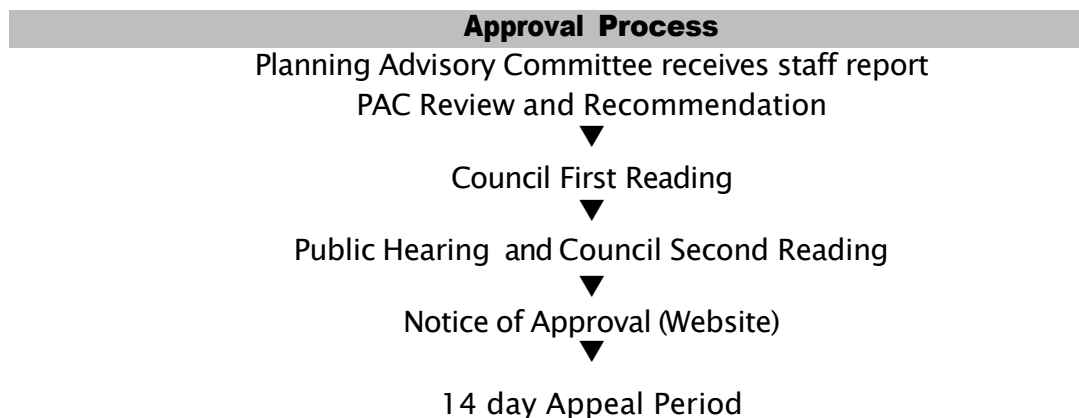 Approval Process
Planning Advisory Committee receives staff report
PAC Review and Recommendation
Council First Reading
Public Hearing and Council Second Reading
Notice of Approval (Website)
14 day Appeal Period